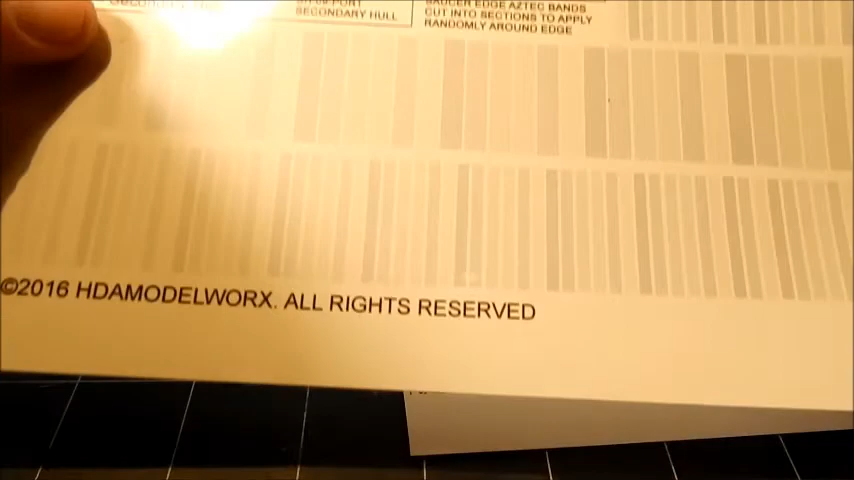 SECONDARY HULL
SAUCER EDGE AZTEC BANDS
CUT INTO SECTIONS TO APPLY
RANDOMLY AROUND EDGE
©2016 HDAMODELWORX. ALL RIGHTS RESERVED